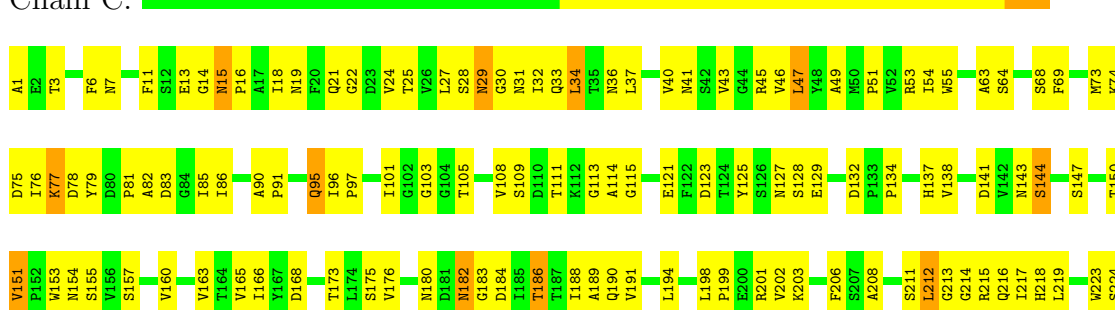 Chain C:
A1 E2 T3 F6 N7 F11 S12 E13 G14 N15 P16 A17 I18 N19 F20 Q21 G22 D23 V24 T25 V26 L27 S28 N29 G30 N31 I32 Q33 L34 T35 N36 L37 V40 N41 S42 V43 G44 R45 V46 L47 Y48 A49 M50 P51 V52 R53 I54 W55 A63 S64 S68 F69 M73 K74
D75 I76 K77 D78 Y79 D80 P81 A82 D83 G84 I85 I86 A90 P91 Q95 I96 P97 I101 G102 G103 G104 T105 V108 S109 D110 T111 K112 G113 A114 G115 E121 F122 D123 T124 Y125 S126 N127 S128 E129 D132 P133 P134 H137 V138 D141 V142 N143 S144 S147 T150
V151 P152 W153 N154 S155 V156 S157 V160 V163 T164 V165 I166 Y167 D168 T173 L174 S175 V176 N180 D181 N182 G183 D184 I185 T186 T187 I188 A189 Q190 V191 L194 L198 P199 E200 R201 V202 K203 F206 S207 A208 S211 L212 G213 G214 R215 Q216 I217 H218 L219 W223 S224